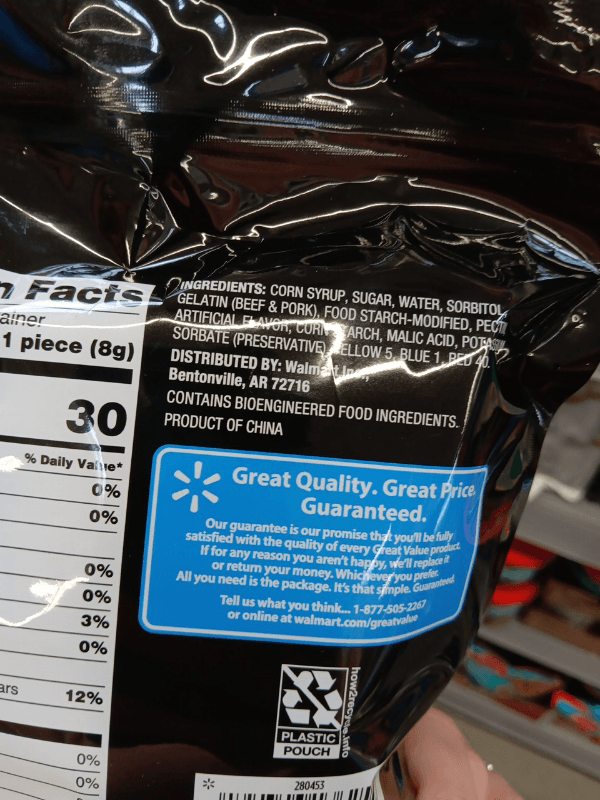 n Facts
ainer
1 piece (8g)
30
% Daily Value*
0%
0%
0%
0%
3%
0%
ars 12%
0%
0%
INGREDIENTS: CORN SYRUP, SUGAR, WATER, SORBITOL,
GELATIN (BEEF & PORK), FOOD STARCH-MODIFIED, PECTIN,
ARTIFICIAL FLAVOR, CORN STARCH, MALIC ACID, POTASSIUM
SORBATE (PRESERVATIVE), YELLOW 5, BLUE 1, RED 40.
DISTRIBUTED BY: Walmart Inc.,
Bentonville, AR 72716
CONTAINS BIOENGINEERED FOOD INGREDIENTS.
PRODUCT OF CHINA
Great Quality. Great Price.
Guaranteed.
Our guarantee is our promise that you'll be fully
satisfied with the quality of every Great Value product.
If for any reason you aren't happy, we'll replace it
or return your money. Whichever you prefer.
All you need is the package. It's that simple. Guaranteed.
Tell us what you think... 1-877-505-2267
or online at walmart.com/greatvalue
how2recycle.info
PLASTIC
POUCH
280453